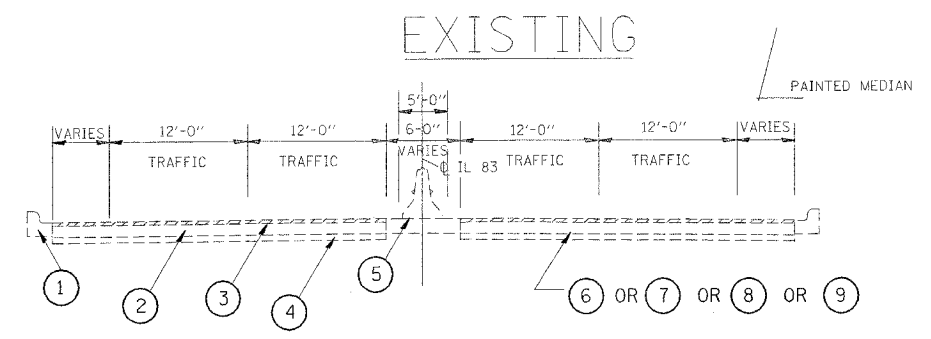 EXISTING
PAINTED MEDIAN
5'-0"
VARIES 12'-0" 12'-0" 6-0" 12'-0" 12'-0" VARIES
TRAFFIC TRAFFIC VARIES TRAFFIC TRAFFIC
℄ IL 83
1 2 3 4 5 6 OR 7 OR 8 OR 9